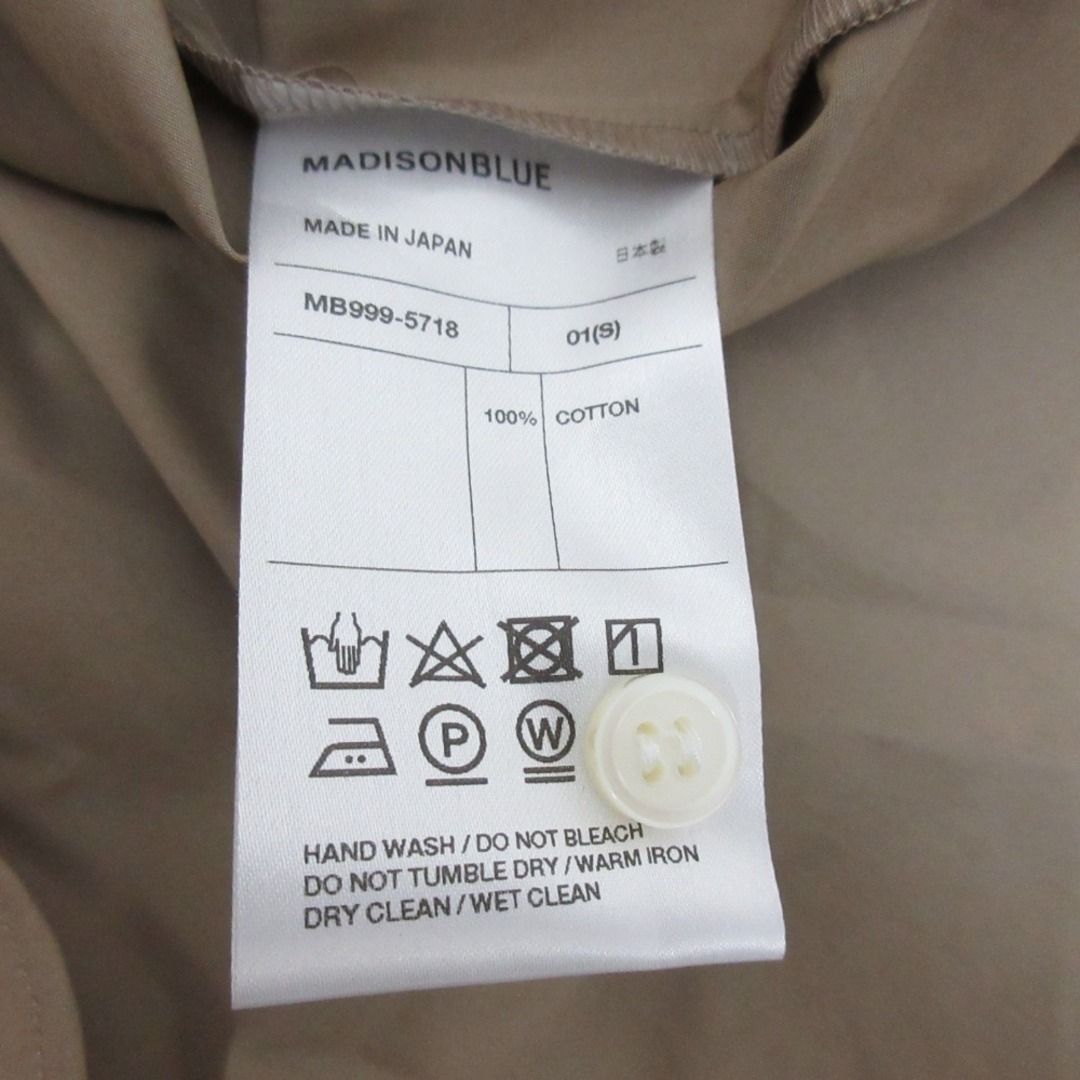 MADISONBLUE
MADE IN JAPAN 日本製
MB999-5718 01(S)
100% COTTON
P W
HAND WASH / DO NOT BLEACH
DO NOT TUMBLE DRY / WARM IRON
DRY CLEAN / WET CLEAN